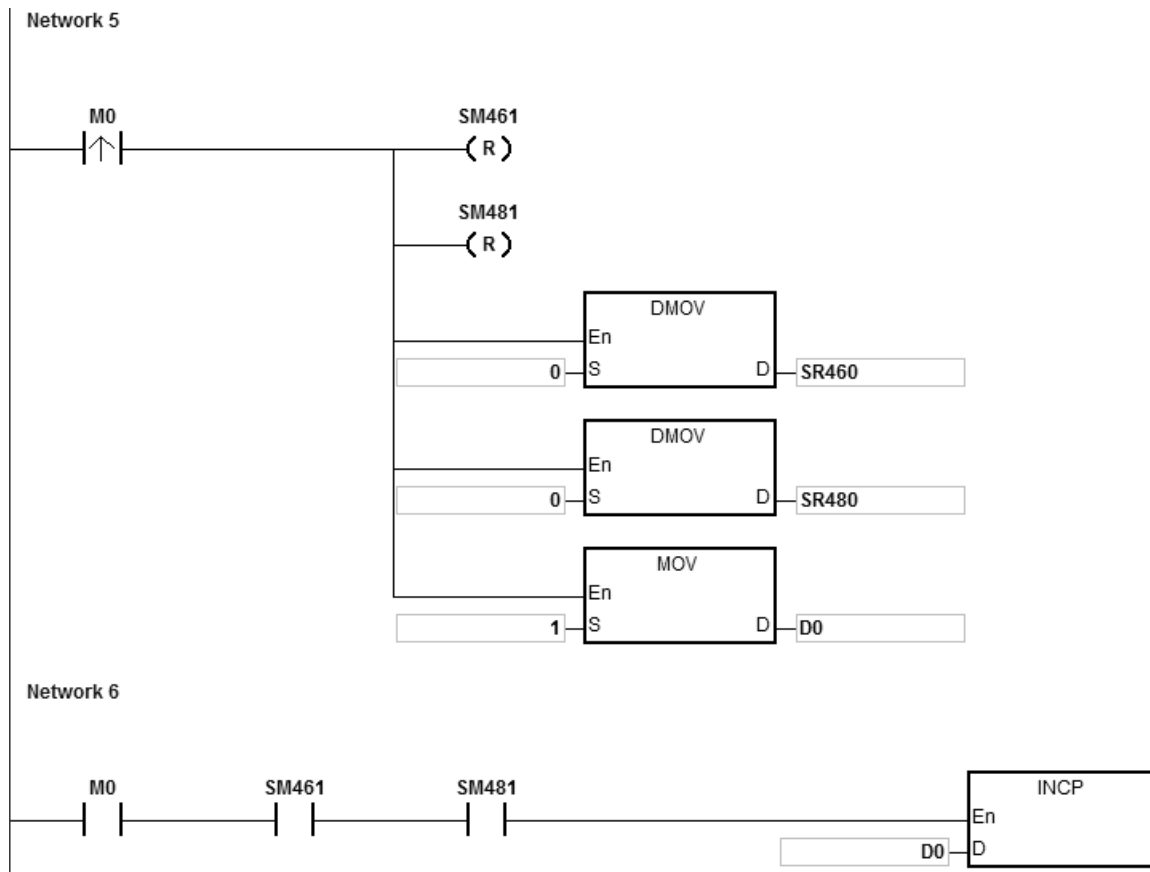 Network 5
M0
SM461
R
SM481
R
DMOV
En
0 S D SR460
DMOV
En
0 S D SR480
MOV
En
1 S D D0
Network 6
M0 SM461 SM481
INCP
En
D0 D